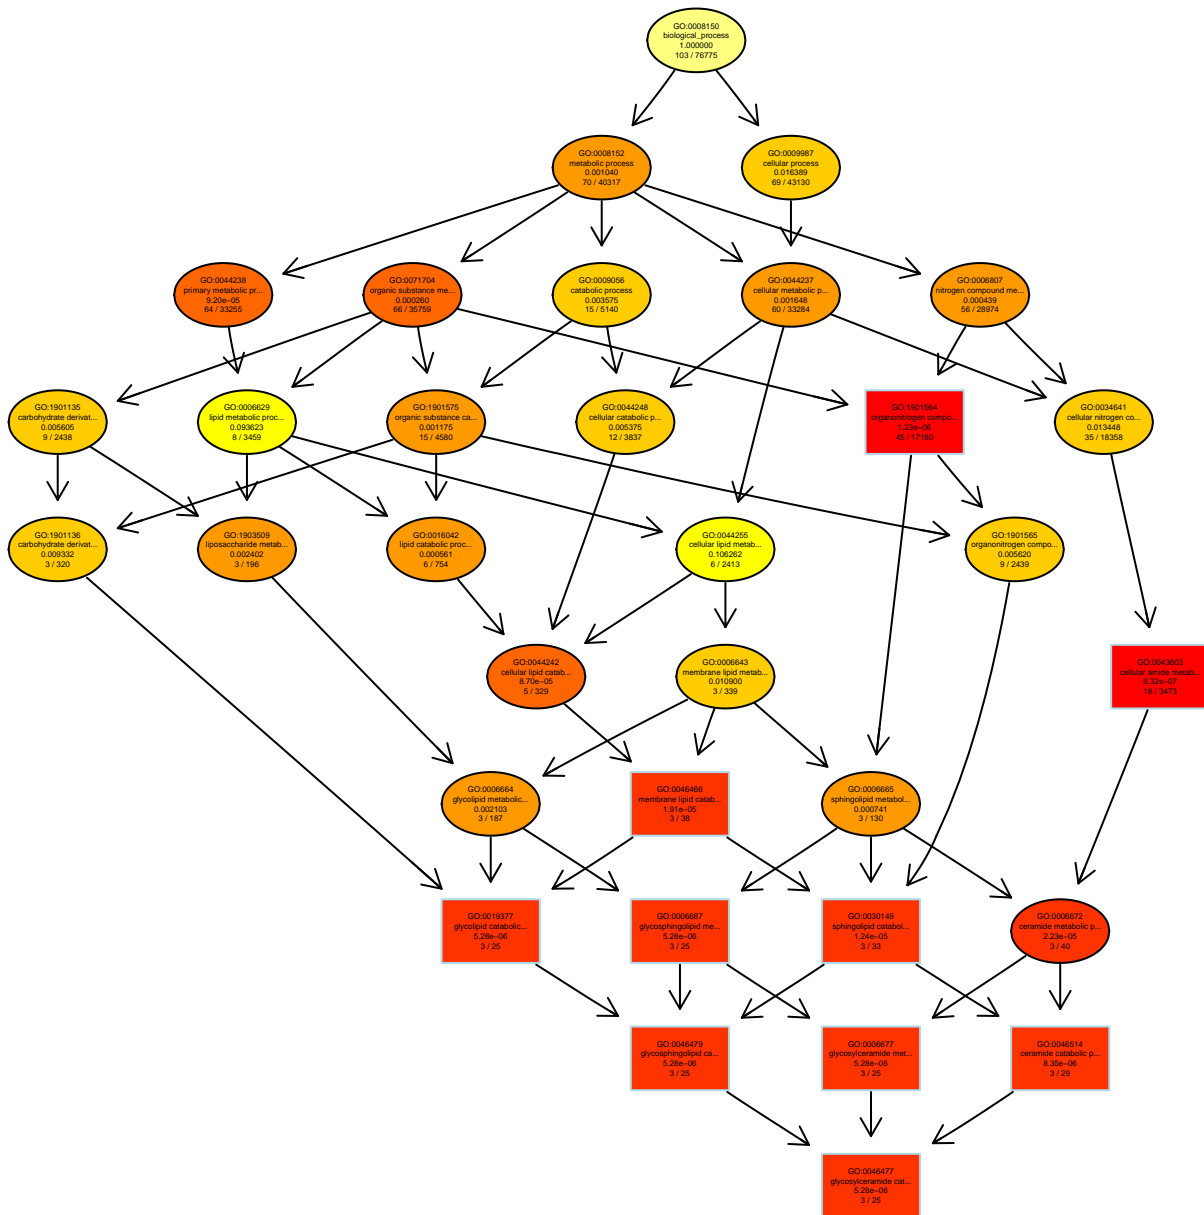 GO:0008150
biological_process
1.000000
103 / 76775
GO:0008152
metabolic process
0.001040
70 / 40317
GO:0009987
cellular process
0.016389
69 / 43130
GO:0044238
primary metabolic pr...
9.20e−05
64 / 33255
GO:0071704
organic substance me...
0.000260
66 / 35759
GO:0009056
catabolic process
0.003575
15 / 5140
GO:0044237
cellular metabolic p...
0.001648
60 / 33284
GO:0006807
nitrogen compound me...
0.000439
56 / 28974
GO:1901135
carbohydrate derivat...
0.005605
9 / 2438
GO:0006629
lipid metabolic proc...
0.093623
8 / 3459
GO:1901575
organic substance ca...
0.001175
15 / 4580
GO:0044248
cellular catabolic p...
0.005375
12 / 3837
GO:1901564
organonitrogen compo...
1.23e−06
45 / 17180
GO:0034641
cellular nitrogen co...
0.013448
35 / 18358
GO:1901136
carbohydrate derivat...
0.009332
3 / 320
GO:1903509
liposaccharide metab...
0.002402
3 / 196
GO:0016042
lipid catabolic proc...
0.000561
6 / 754
GO:0044255
cellular lipid metab...
0.106262
6 / 2413
GO:1901565
organonitrogen compo...
0.005620
9 / 2439
GO:0044242
cellular lipid catab...
8.70e−05
5 / 329
GO:0006643
membrane lipid metab...
0.010900
3 / 339
GO:0043603
cellular amide metab...
8.32e−07
18 / 3473
GO:0006664
glycolipid metabolic...
0.002103
3 / 187
GO:0046466
membrane lipid catab...
1.91e−05
3 / 38
GO:0006665
sphingolipid metabol...
0.000741
3 / 130
GO:0019377
glycolipid catabolic...
5.28e−06
3 / 25
GO:0006687
glycosphingolipid me...
5.28e−06
3 / 25
GO:0030149
sphingolipid catabol...
1.24e−05
3 / 33
GO:0006672
ceramide metabolic p...
2.23e−05
3 / 40
GO:0046479
glycosphingolipid ca...
5.28e−06
3 / 25
GO:0006677
glycosylceramide met...
5.28e−06
3 / 25
GO:0046514
ceramide catabolic p...
8.35e−06
3 / 29
GO:0046477
glycosylceramide cat...
5.28e−06
3 / 25